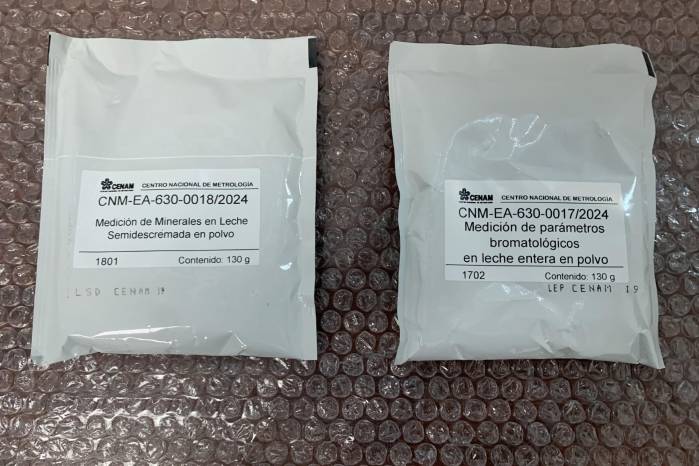 CENAM CENTRO NACIONAL DE METROLOGÍA
CNM-EA-630-0018/2024
Medición de Minerales en Leche
Semidescremada en polvo
1801 Contenido: 130 g
LSD CENAM 19
CENAM CENTRO NACIONAL DE METROLOGÍA
CNM-EA-630-0017/2024
Medición de parámetros
bromatológicos
en leche entera en polvo
1702 Contenido: 130 g
LEP CENAM 19